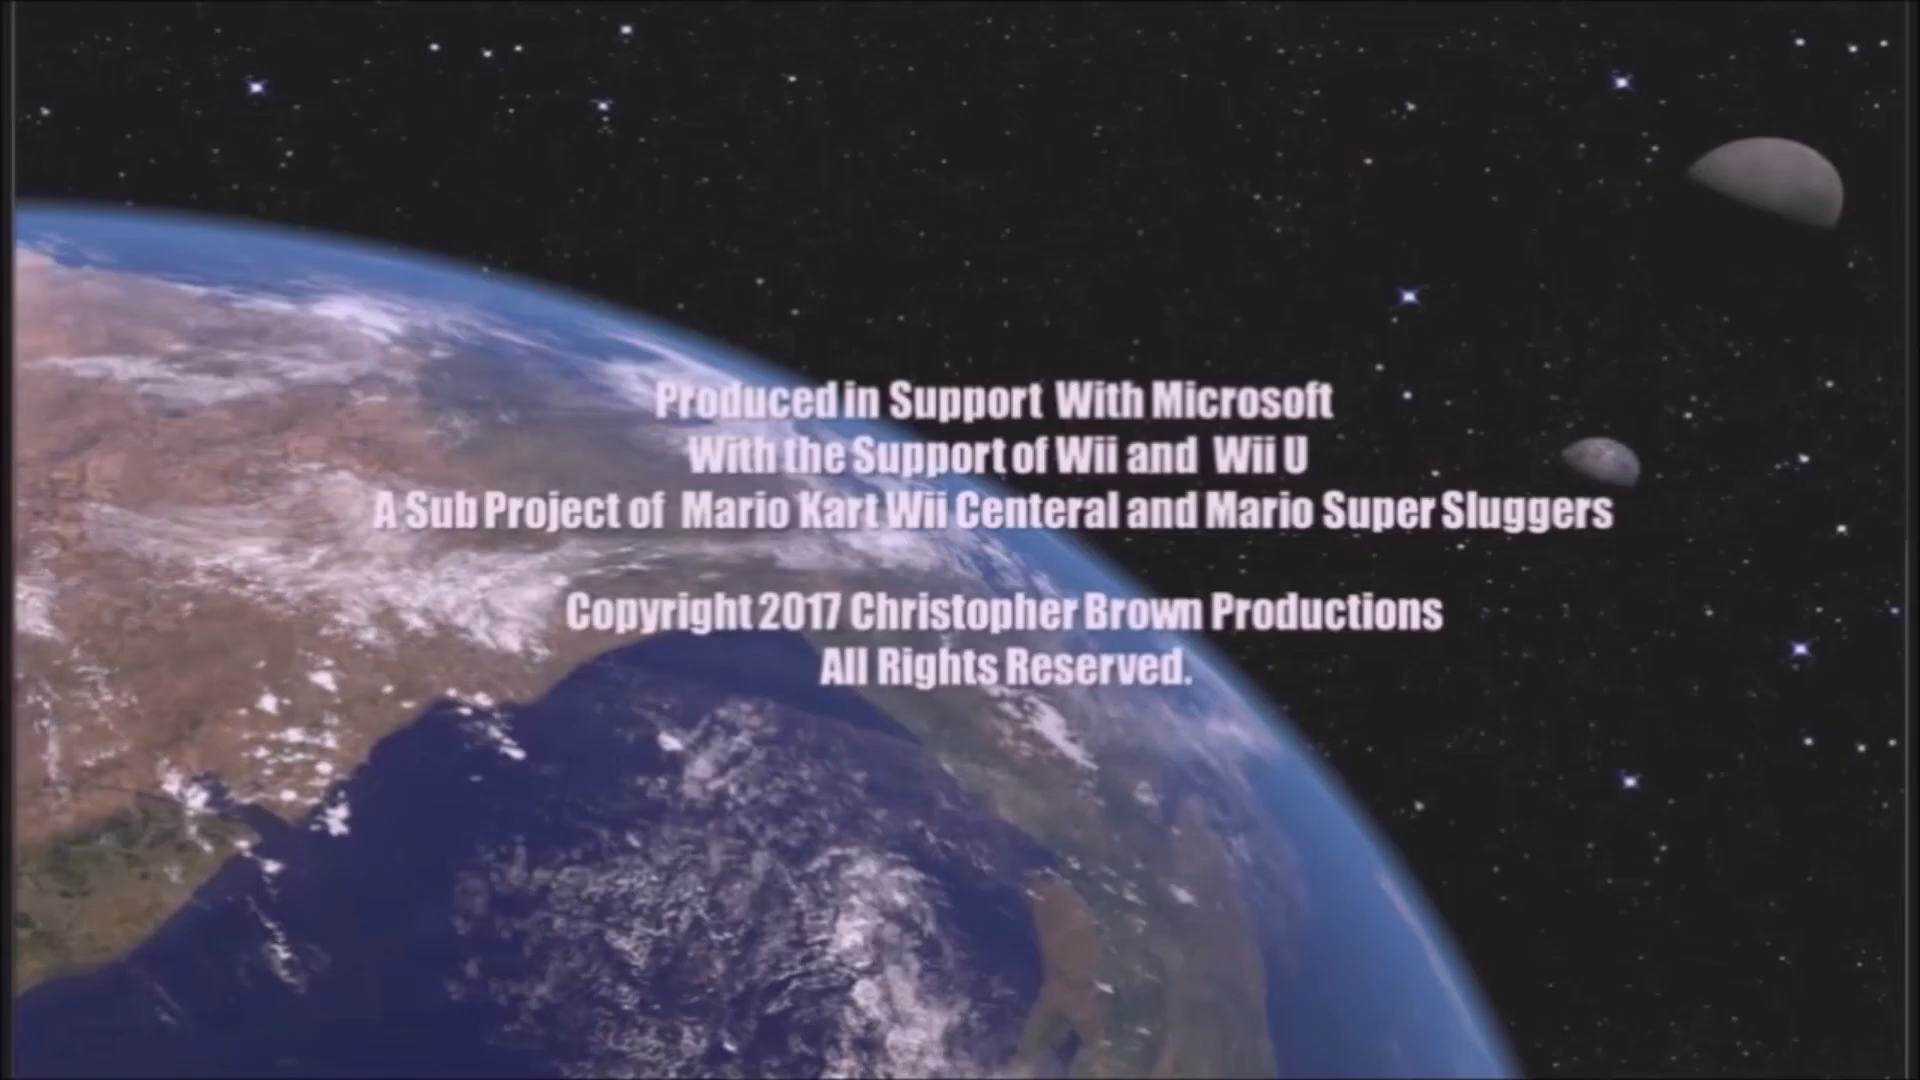 Produced in Support With Microsoft
With the Support of Wii and Wii U
A Sub Project of Mario Kart Wii Centeral and Mario Super Sluggers
Copyright 2017 Christopher Brown Productions
All Rights Reserved.